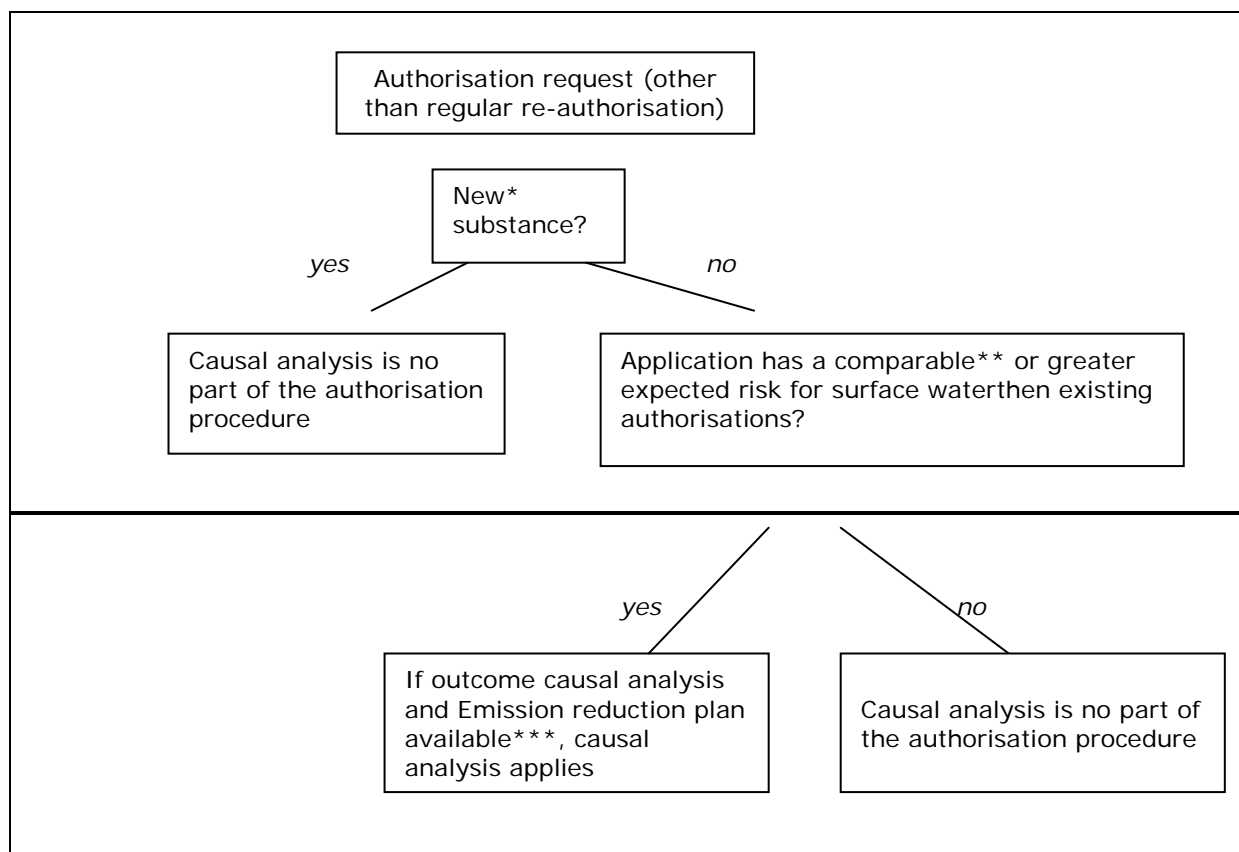 Authorisation request (other
than regular re-authorisation)
New*
substance?
yes
no
Causal analysis is no
part of the authorisation
procedure
Application has a comparable** or greater
expected risk for surface waterthen existing
authorisations?
yes
no
If outcome causal analysis
and Emission reduction plan
available***, causal
analysis applies
Causal analysis is no part of
the authorisation procedure